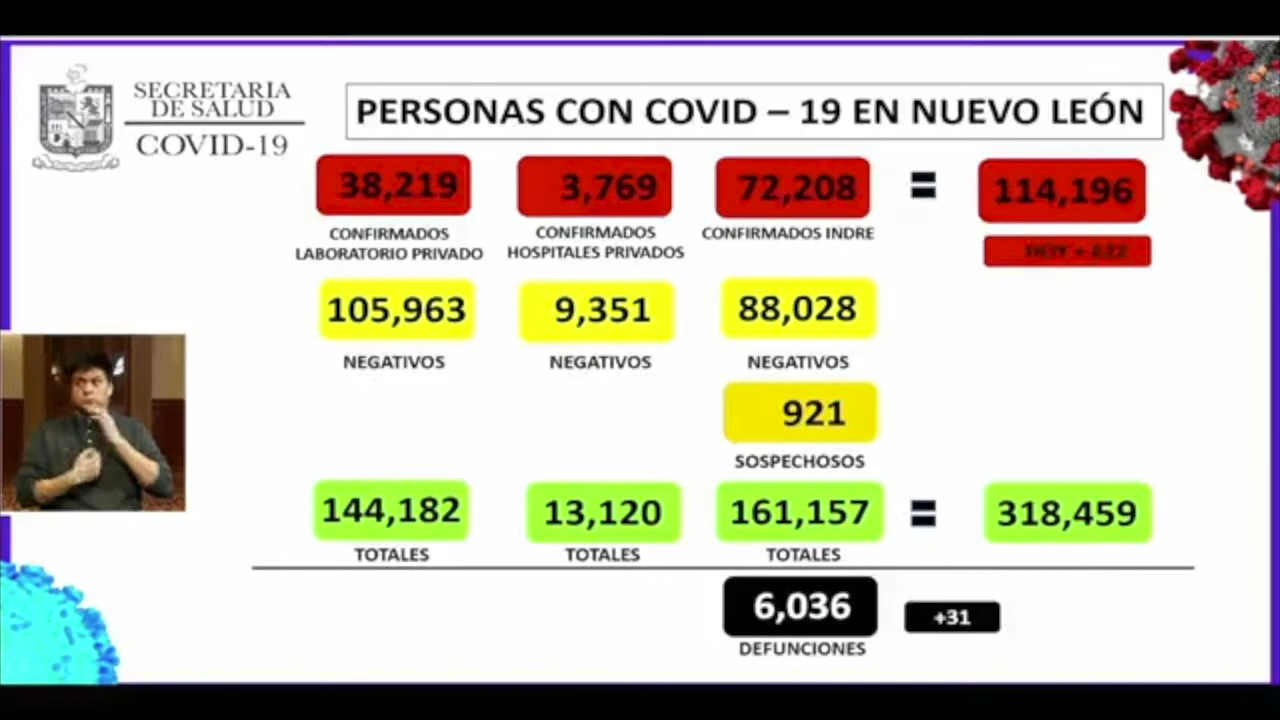 SECRETARÍA
DE SALUD
COVID-19
PERSONAS CON COVID – 19 EN NUEVO LEÓN
38,219 3,769 72,208 = 114,196
CONFIRMADOS
LABORATORIO PRIVADO
CONFIRMADOS
HOSPITALES PRIVADOS
CONFIRMADOS INDRE
105,963 9,351 88,028
NEGATIVOS NEGATIVOS NEGATIVOS
921
SOSPECHOSOS
144,182 13,120 161,157 = 318,459
TOTALES TOTALES TOTALES
6,036 +31
DEFUNCIONES